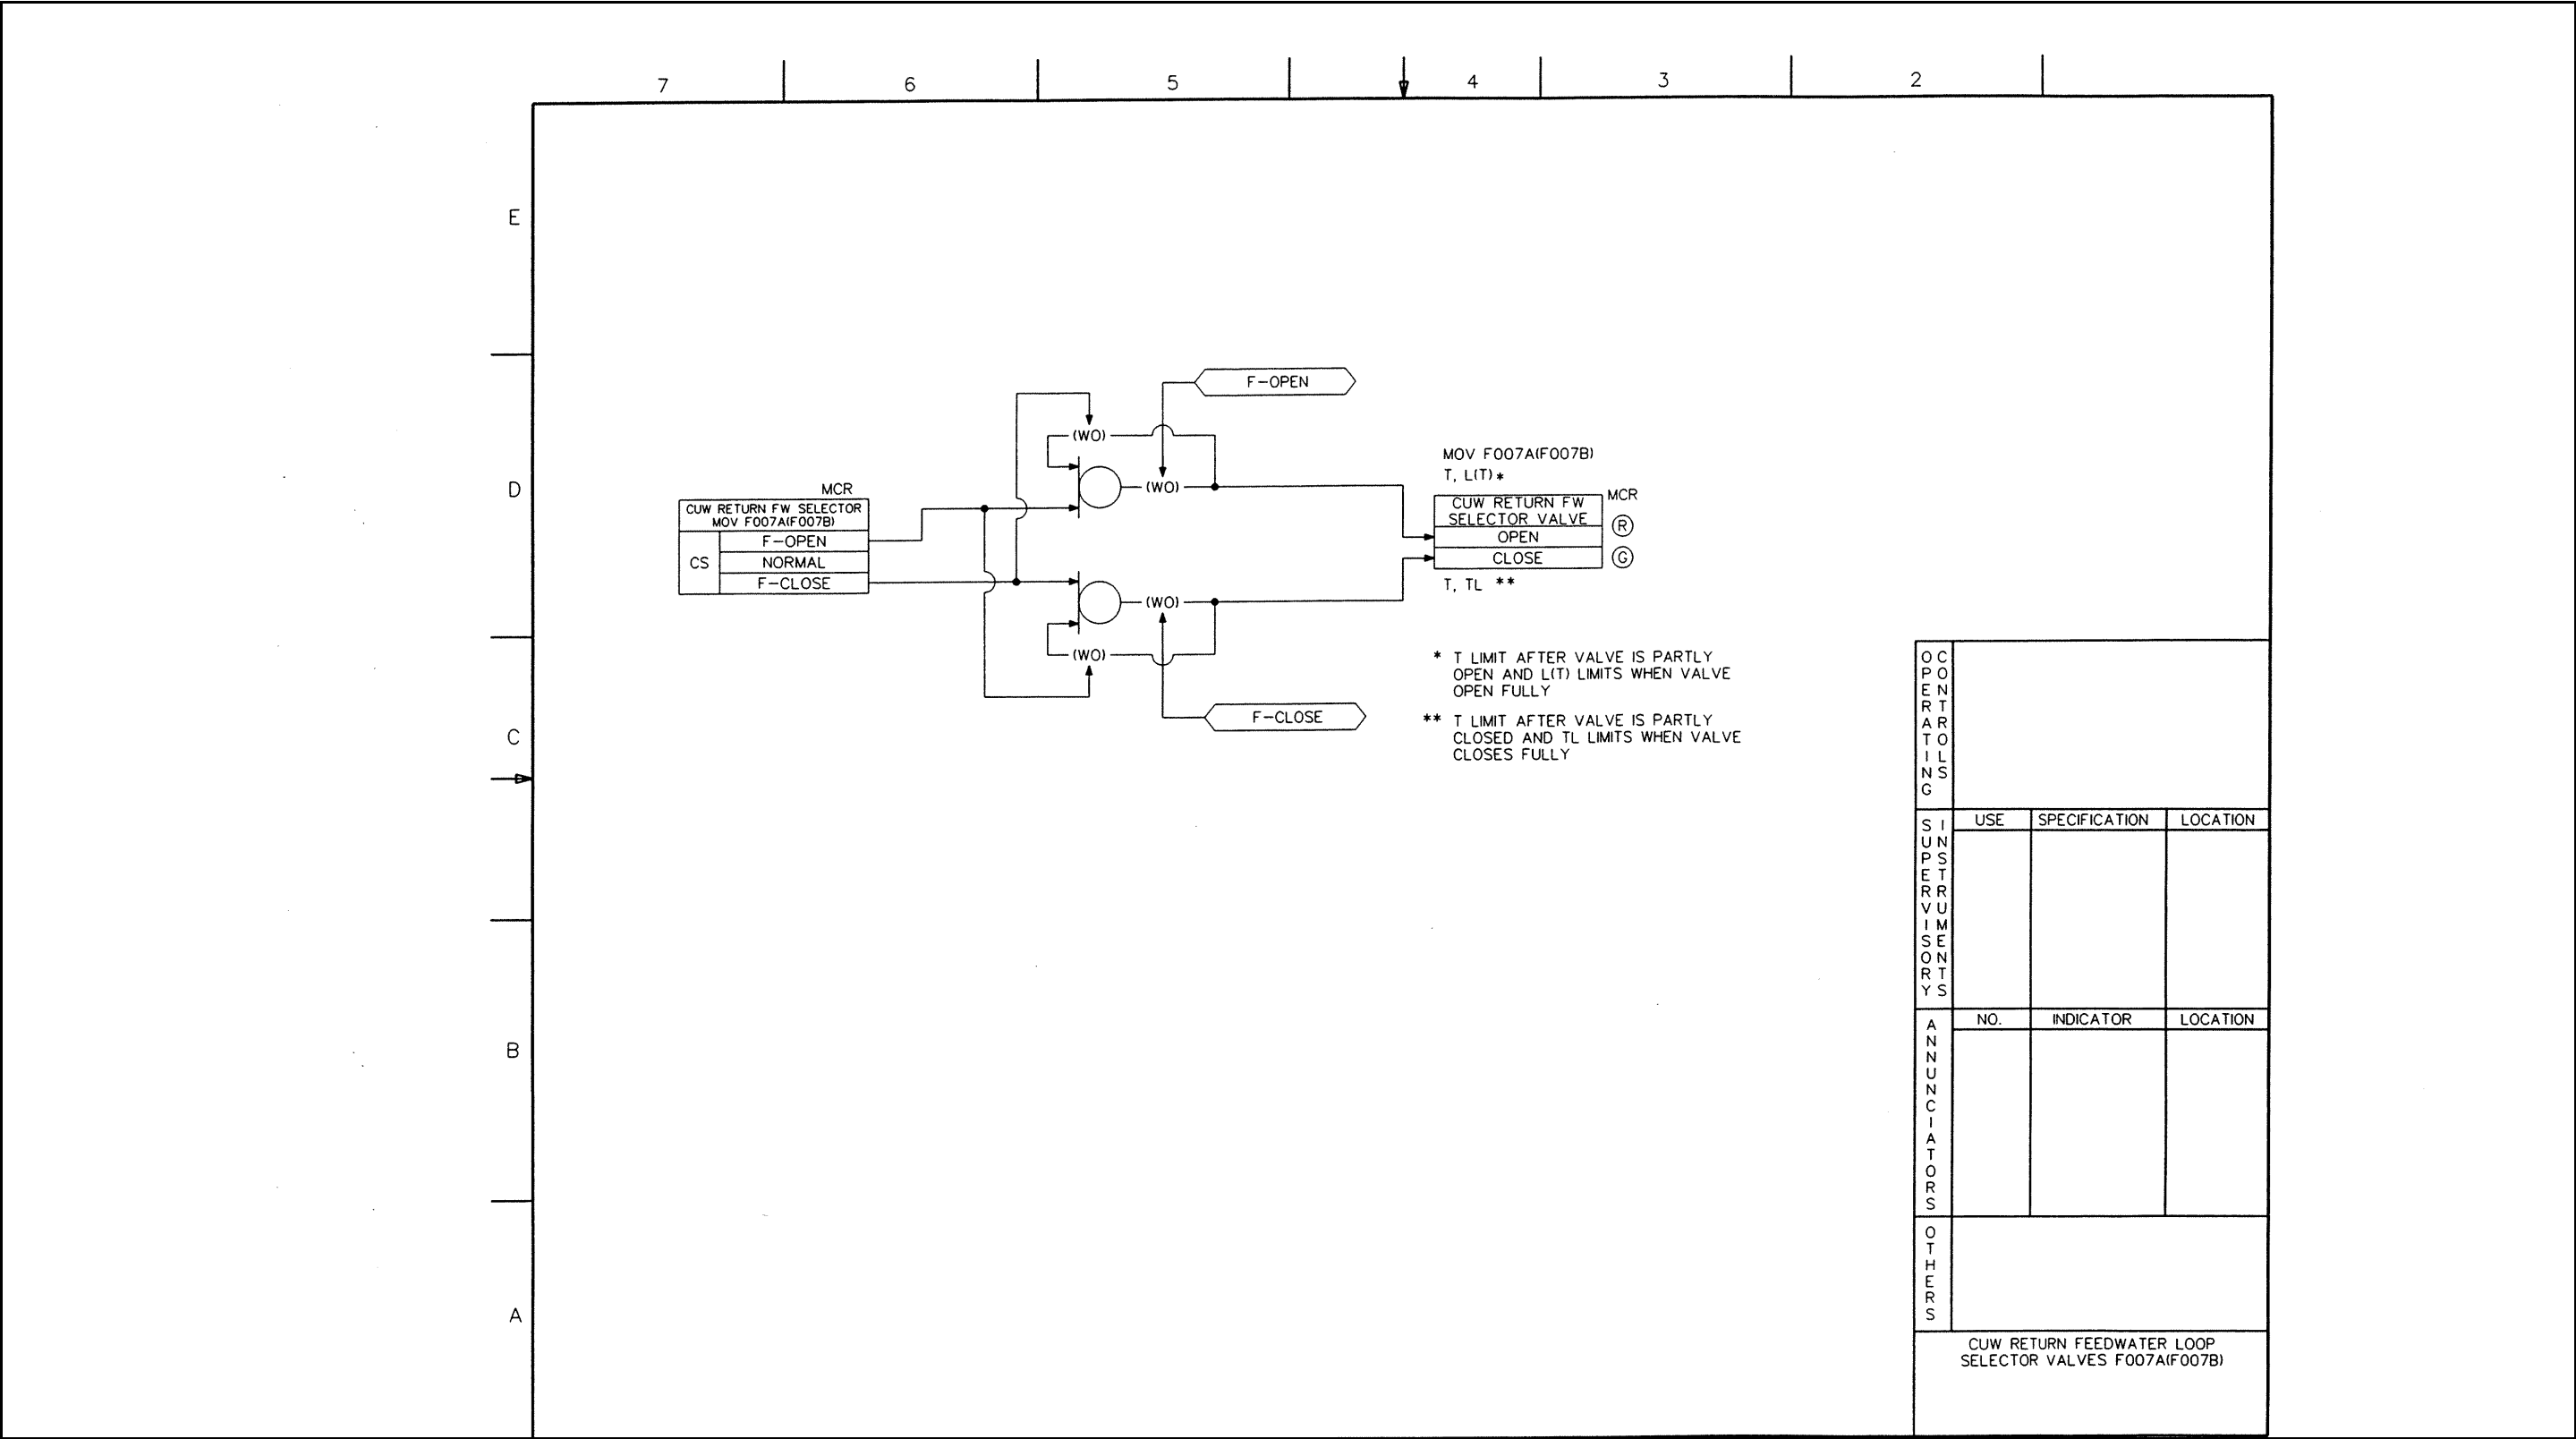 7 6 5 4 3 2
E
D
C
B
A
F-OPEN
(WO)
(WO)
MCR
CUW RETURN FW SELECTOR
MOV F007A(F007B)
CS
F-OPEN
NORMAL
F-CLOSE
(WO)
(WO)
F-CLOSE
MOV F007A(F007B)
T, L(T) *
CUW RETURN FW
SELECTOR VALVE
OPEN
CLOSE
MCR
R
G
T, TL **
* T LIMIT AFTER VALVE IS PARTLY
OPEN AND L(T) LIMITS WHEN VALVE
OPEN FULLY
** T LIMIT AFTER VALVE IS PARTLY
CLOSED AND TL LIMITS WHEN VALVE
CLOSES FULLY
OPERATING
CONTROLS
SUPERVISORY
INSTRUMENTS
USE SPECIFICATION LOCATION
ANNUNCIATORS
NO. INDICATOR LOCATION
OTHERS
CUW RETURN FEEDWATER LOOP
SELECTOR VALVES F007A(F007B)